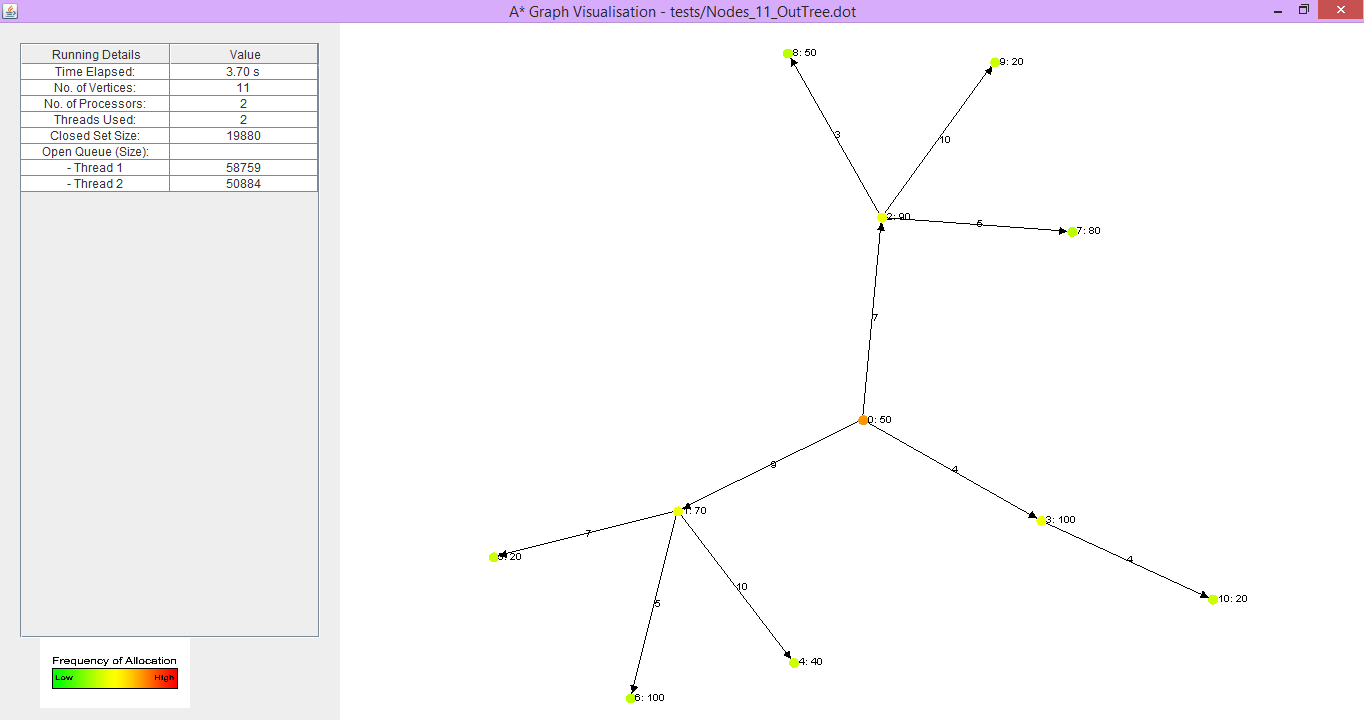 A* Graph Visualisation - tests/Nodes_11_OutTree.dot
Running Details Value
Time Elapsed: 3.70 s
No. of Vertices: 11
No. of Processors: 2
Threads Used: 2
Closed Set Size: 19880
Open Queue (Size):
- Thread 1 58759
- Thread 2 50884
Frequency of Allocation
Low High
8: 50
9: 20
3
10
2: 90
5
7: 80
7
0: 50
9
4
1: 70
3: 100
7
5: 20
4
10
10: 20
5
4: 40
6: 100